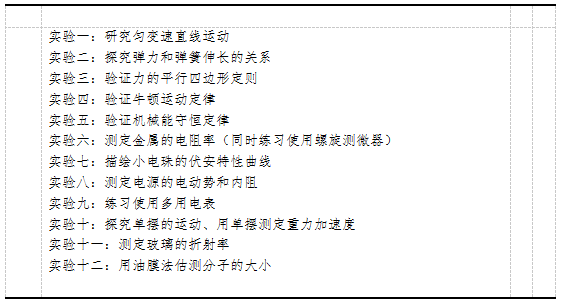 实验一：研究匀变速直线运动
实验二：探究弹力和弹簧伸长的关系
实验三：验证力的平行四边形定则
实验四：验证牛顿运动定律
实验五：验证机械能守恒定律
实验六：测定金属的电阻率（同时练习使用螺旋测微器）
实验七：描绘小电珠的伏安特性曲线
实验八：测定电源的电动势和内阻
实验九：练习使用多用电表
实验十：探究单摆的运动、用单摆测定重力加速度
实验十一：测定玻璃的折射率
实验十二：用油膜法估测分子的大小